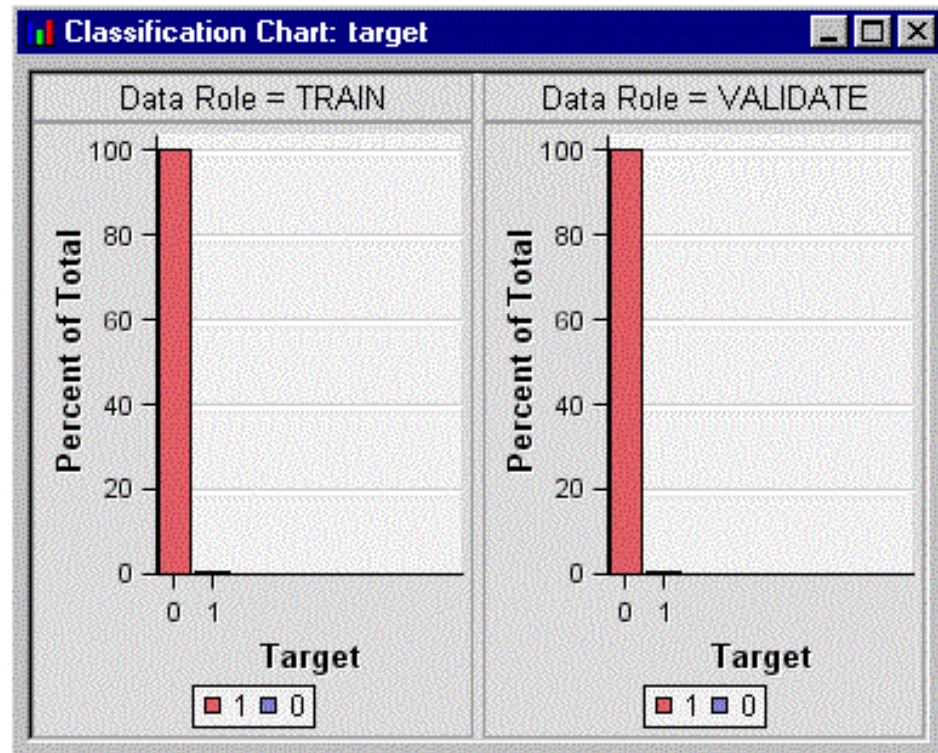 Classification Chart: target
Data Role = TRAIN
Percent of Total
100
80
60
40
20
0
0 1
Target
1 0
Data Role = VALIDATE
Percent of Total
100
80
60
40
20
0
0 1
Target
1 0